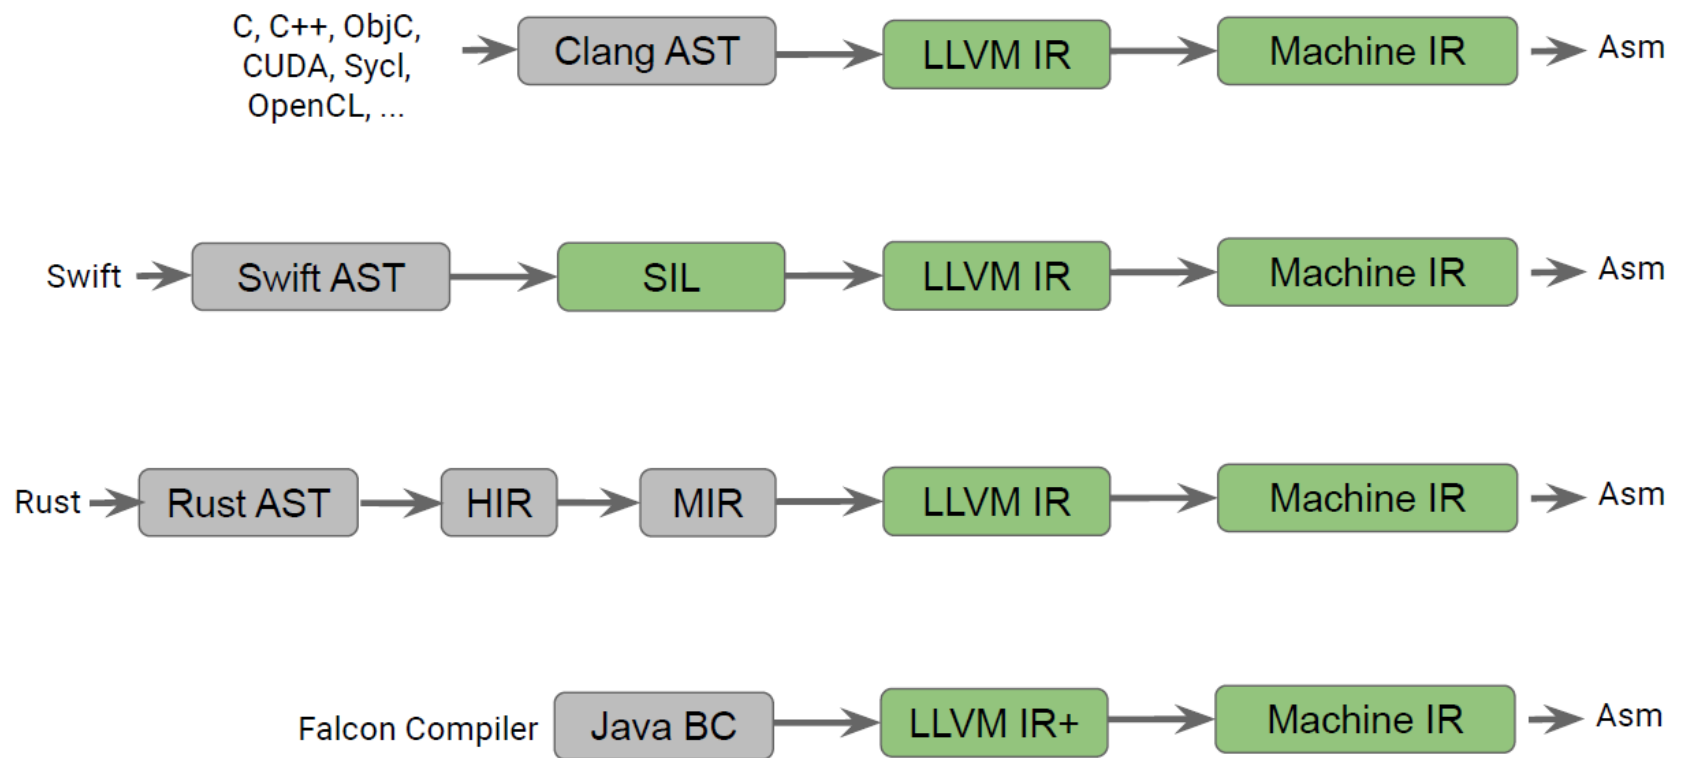 C, C++, ObjC,
CUDA, Sycl,
OpenCL, ...
Clang AST
LLVM IR
Machine IR
Asm
Swift
Swift AST
SIL
LLVM IR
Machine IR
Asm
Rust
Rust AST
HIR
MIR
LLVM IR
Machine IR
Asm
Falcon Compiler
Java BC
LLVM IR+
Machine IR
Asm